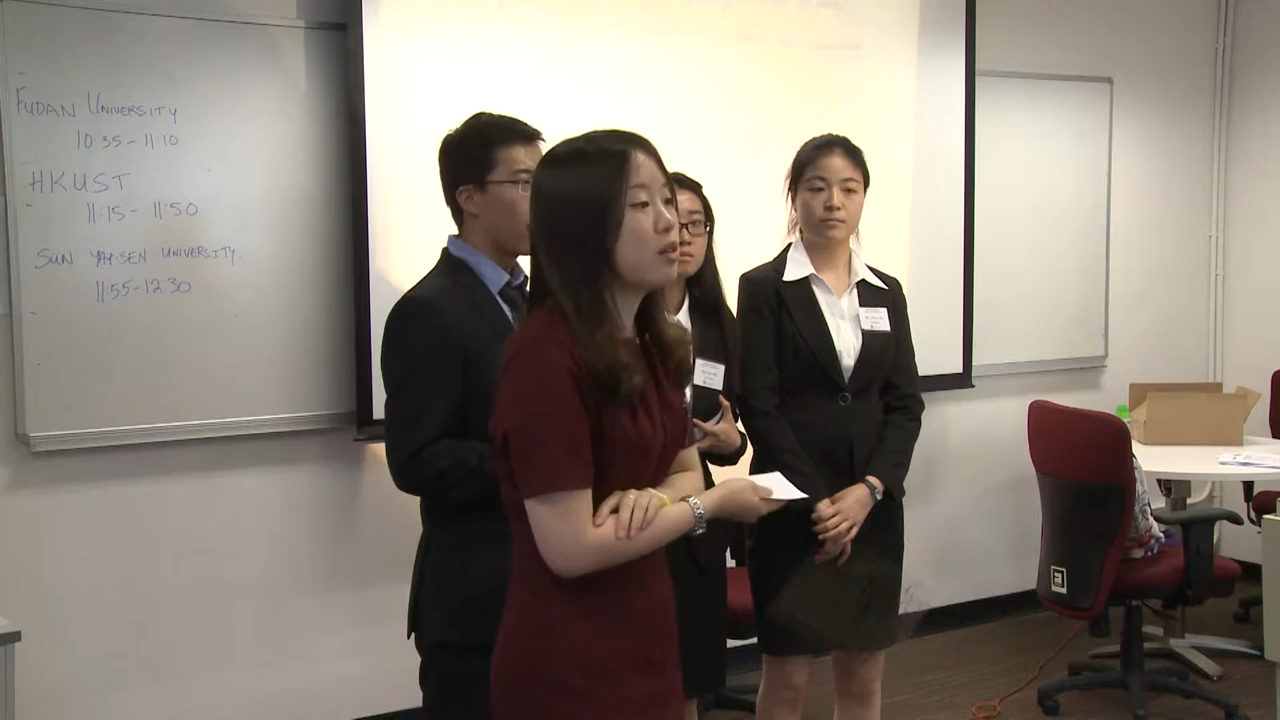 FUDAN UNIVERSITY
10:35 - 11:10
HKUST
11:15 - 11:50
SUN YAT-SEN UNIVERSITY.
11:55-12.30